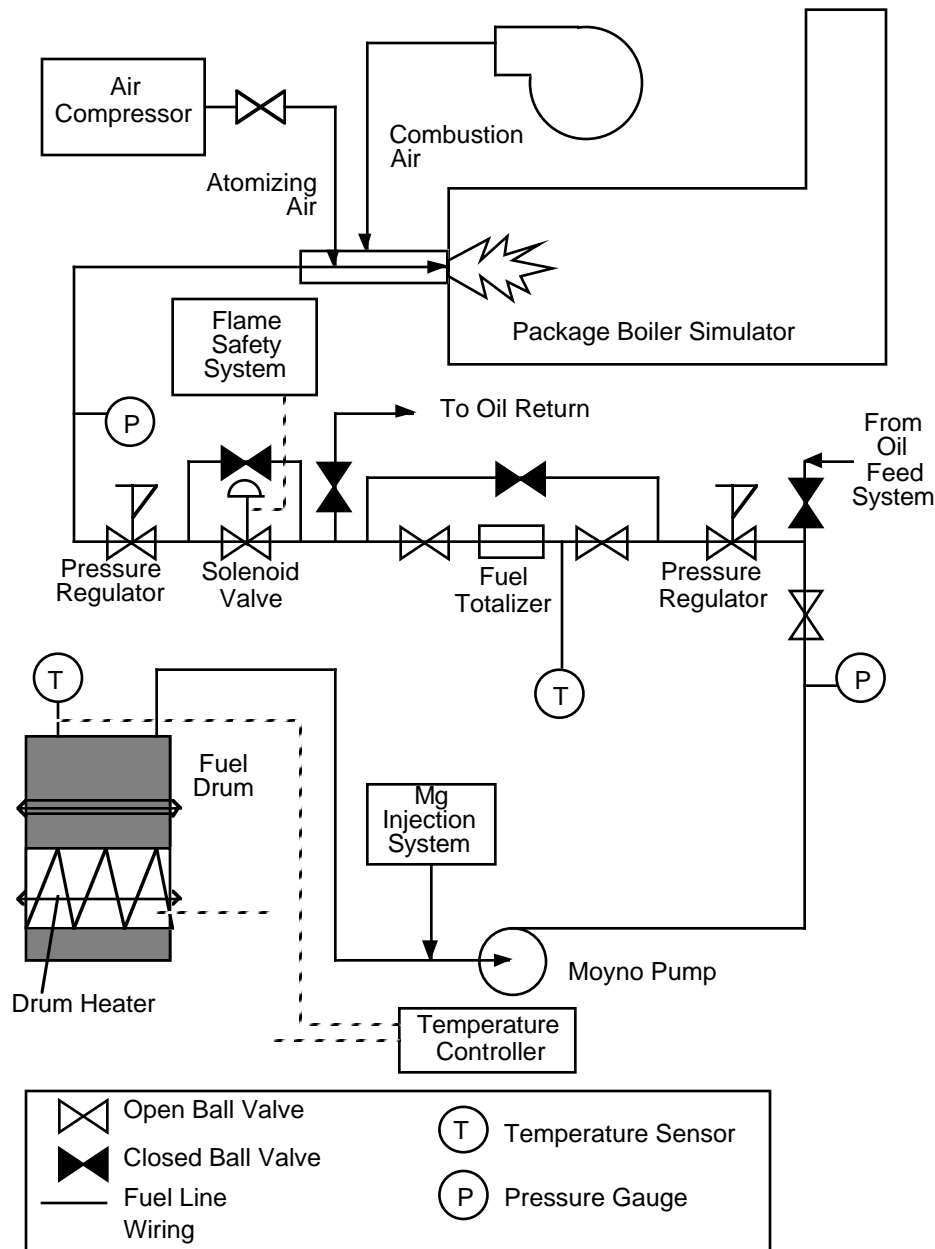 Air
Compressor
Combustion
Air
Atomizing
Air
Flame
Safety
System
Package Boiler Simulator
To Oil Return
From
Oil
Feed
System
P
Pressure
Regulator
Solenoid
Valve
Fuel
Totalizer
Pressure
Regulator
T
T
P
Fuel
Drum
Mg
Injection
System
Moyno Pump
Drum Heater
Temperature
Controller
Open Ball Valve
Closed Ball Valve
Fuel Line
Wiring
T
Temperature Sensor
P
Pressure Gauge